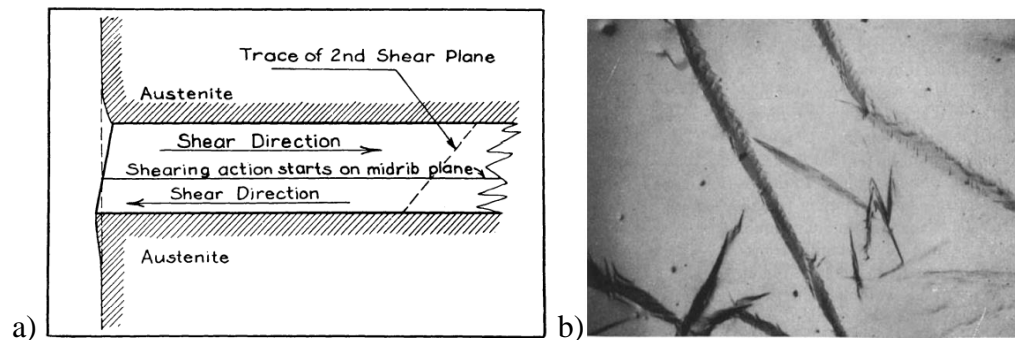 Trace of 2nd Shear Plane
Austenite
Shear Direction
Shearing action starts on midrib plane
Shear Direction
Austenite
a)
b)